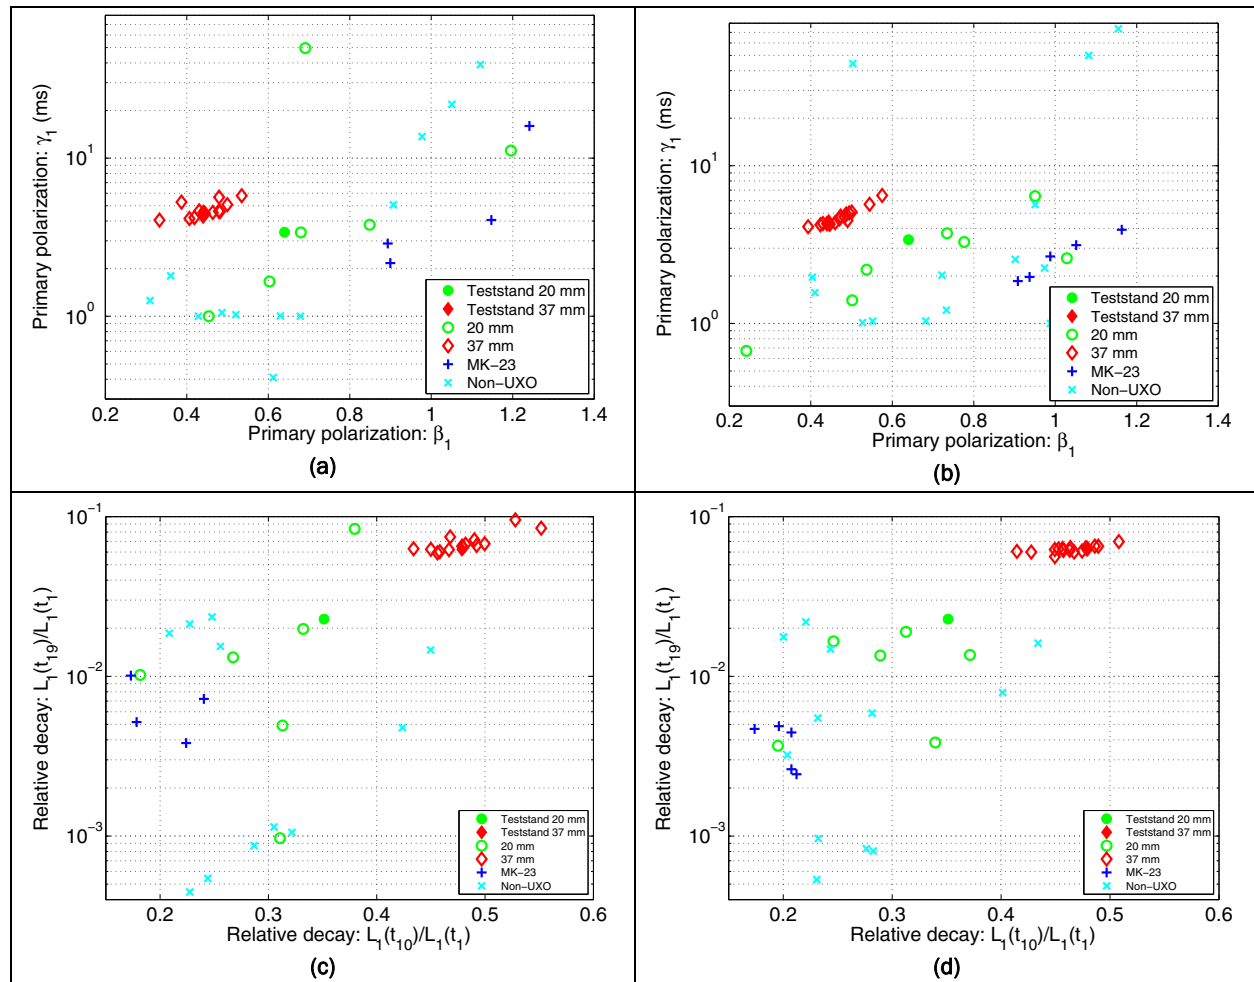 10¹
10⁰
Primary polarization: γ₁ (ms)
0.2 0.4 0.6 0.8 1 1.2 1.4
Primary polarization: β₁
Teststand 20 mm
Teststand 37 mm
20 mm
37 mm
MK−23
Non−UXO
(a)
10¹
10⁰
Primary polarization: γ₁ (ms)
0.2 0.4 0.6 0.8 1 1.2 1.4
Primary polarization: β₁
Teststand 20 mm
Teststand 37 mm
20 mm
37 mm
MK−23
Non−UXO
(b)
10⁻¹
10⁻²
10⁻³
Relative decay: L₁(t₁₉)/L₁(t₁)
0.2 0.3 0.4 0.5 0.6
Relative decay: L₁(t₁₀)/L₁(t₁)
Teststand 20 mm
Teststand 37 mm
20 mm
37 mm
MK−23
Non−UXO
(c)
10⁻¹
10⁻²
10⁻³
Relative decay: L₁(t₁₉)/L₁(t₁)
0.2 0.3 0.4 0.5 0.6
Relative decay: L₁(t₁₀)/L₁(t₁)
Teststand 20 mm
Teststand 37 mm
20 mm
37 mm
MK−23
Non−UXO
(d)